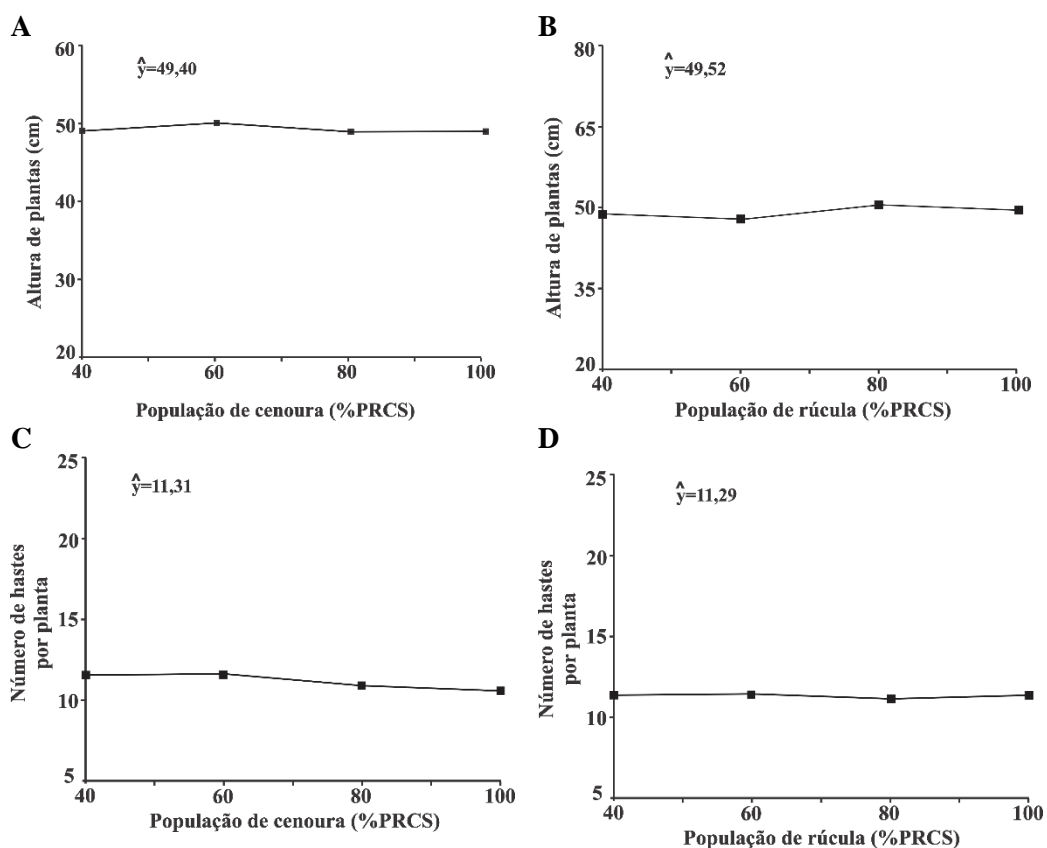 A
60
50
40
30
20
Altura de plantas (cm)
ŷ=49,40
40 60 80 100
População de cenoura (%PRCS)
B
80
65
50
35
20
Altura de plantas (cm)
ŷ=49,52
40 60 80 100
População de rúcula (%PRCS)
C
25
20
15
10
5
Número de hastes
por planta
ŷ=11,31
40 60 80 100
População de cenoura (%PRCS)
D
25
20
15
10
5
Número de hastes
por planta
ŷ=11,29
40 60 80 100
População de rúcula (%PRCS)